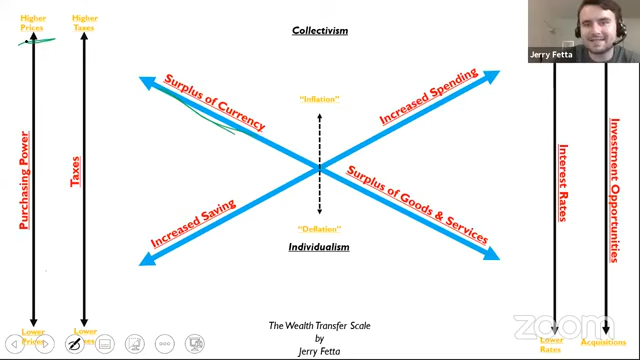 Higher
Prices
Higher
Taxes
Collectivism
Jerry Fetta
Surplus of Currency
"Inflation"
Increased Spending
Purchasing Power
Taxes
Interest Rates
Investment Opportunities
Increased Saving
Surplus of Goods & Services
"Deflation"
Individualism
Lower
Prices
Lower
The Wealth Transfer Scale
by
Jerry Fetta
Lower
Rates
Acquisitions
zoom